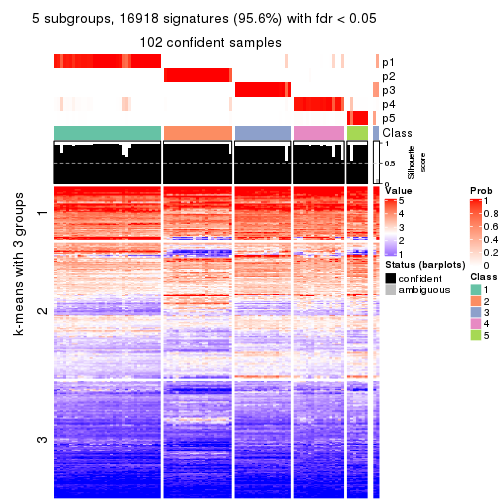 5 subgroups, 16918 signatures (95.6%) with fdr < 0.05
102 confident samples
p1
p2
p3
p4
p5
Class
1
0.5
0
Silhouette
score
k-means with 3 groups
1
2
3
Value
5
4
3
2
1
Status (barplots)
confident
ambiguous
Prob
1
0.8
0.6
0.4
0.2
0
Class
1
2
3
4
5